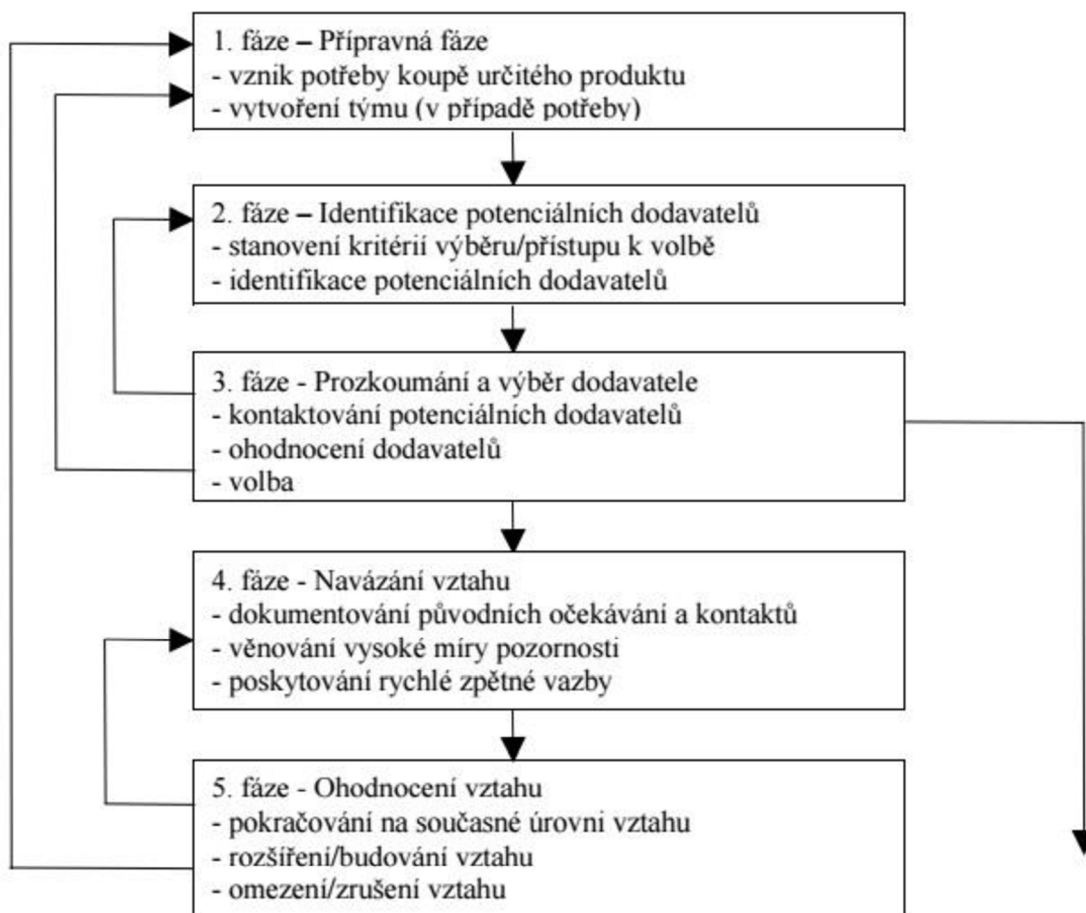 1. fáze – Přípravná fáze
- vznik potřeby koupě určitého produktu
- vytvoření týmu (v případě potřeby)
2. fáze – Identifikace potenciálních dodavatelů
- stanovení kritérií výběru/přístupu k volbě
- identifikace potenciálních dodavatelů
3. fáze - Prozkoumání a výběr dodavatele
- kontaktování potenciálních dodavatelů
- ohodnocení dodavatelů
- volba
4. fáze - Navázání vztahu
- dokumentování původních očekávání a kontaktů
- věnování vysoké míry pozornosti
- poskytování rychlé zpětné vazby
5. fáze - Ohodnocení vztahu
- pokračování na současné úrovni vztahu
- rozšíření/budování vztahu
- omezení/zrušení vztahu